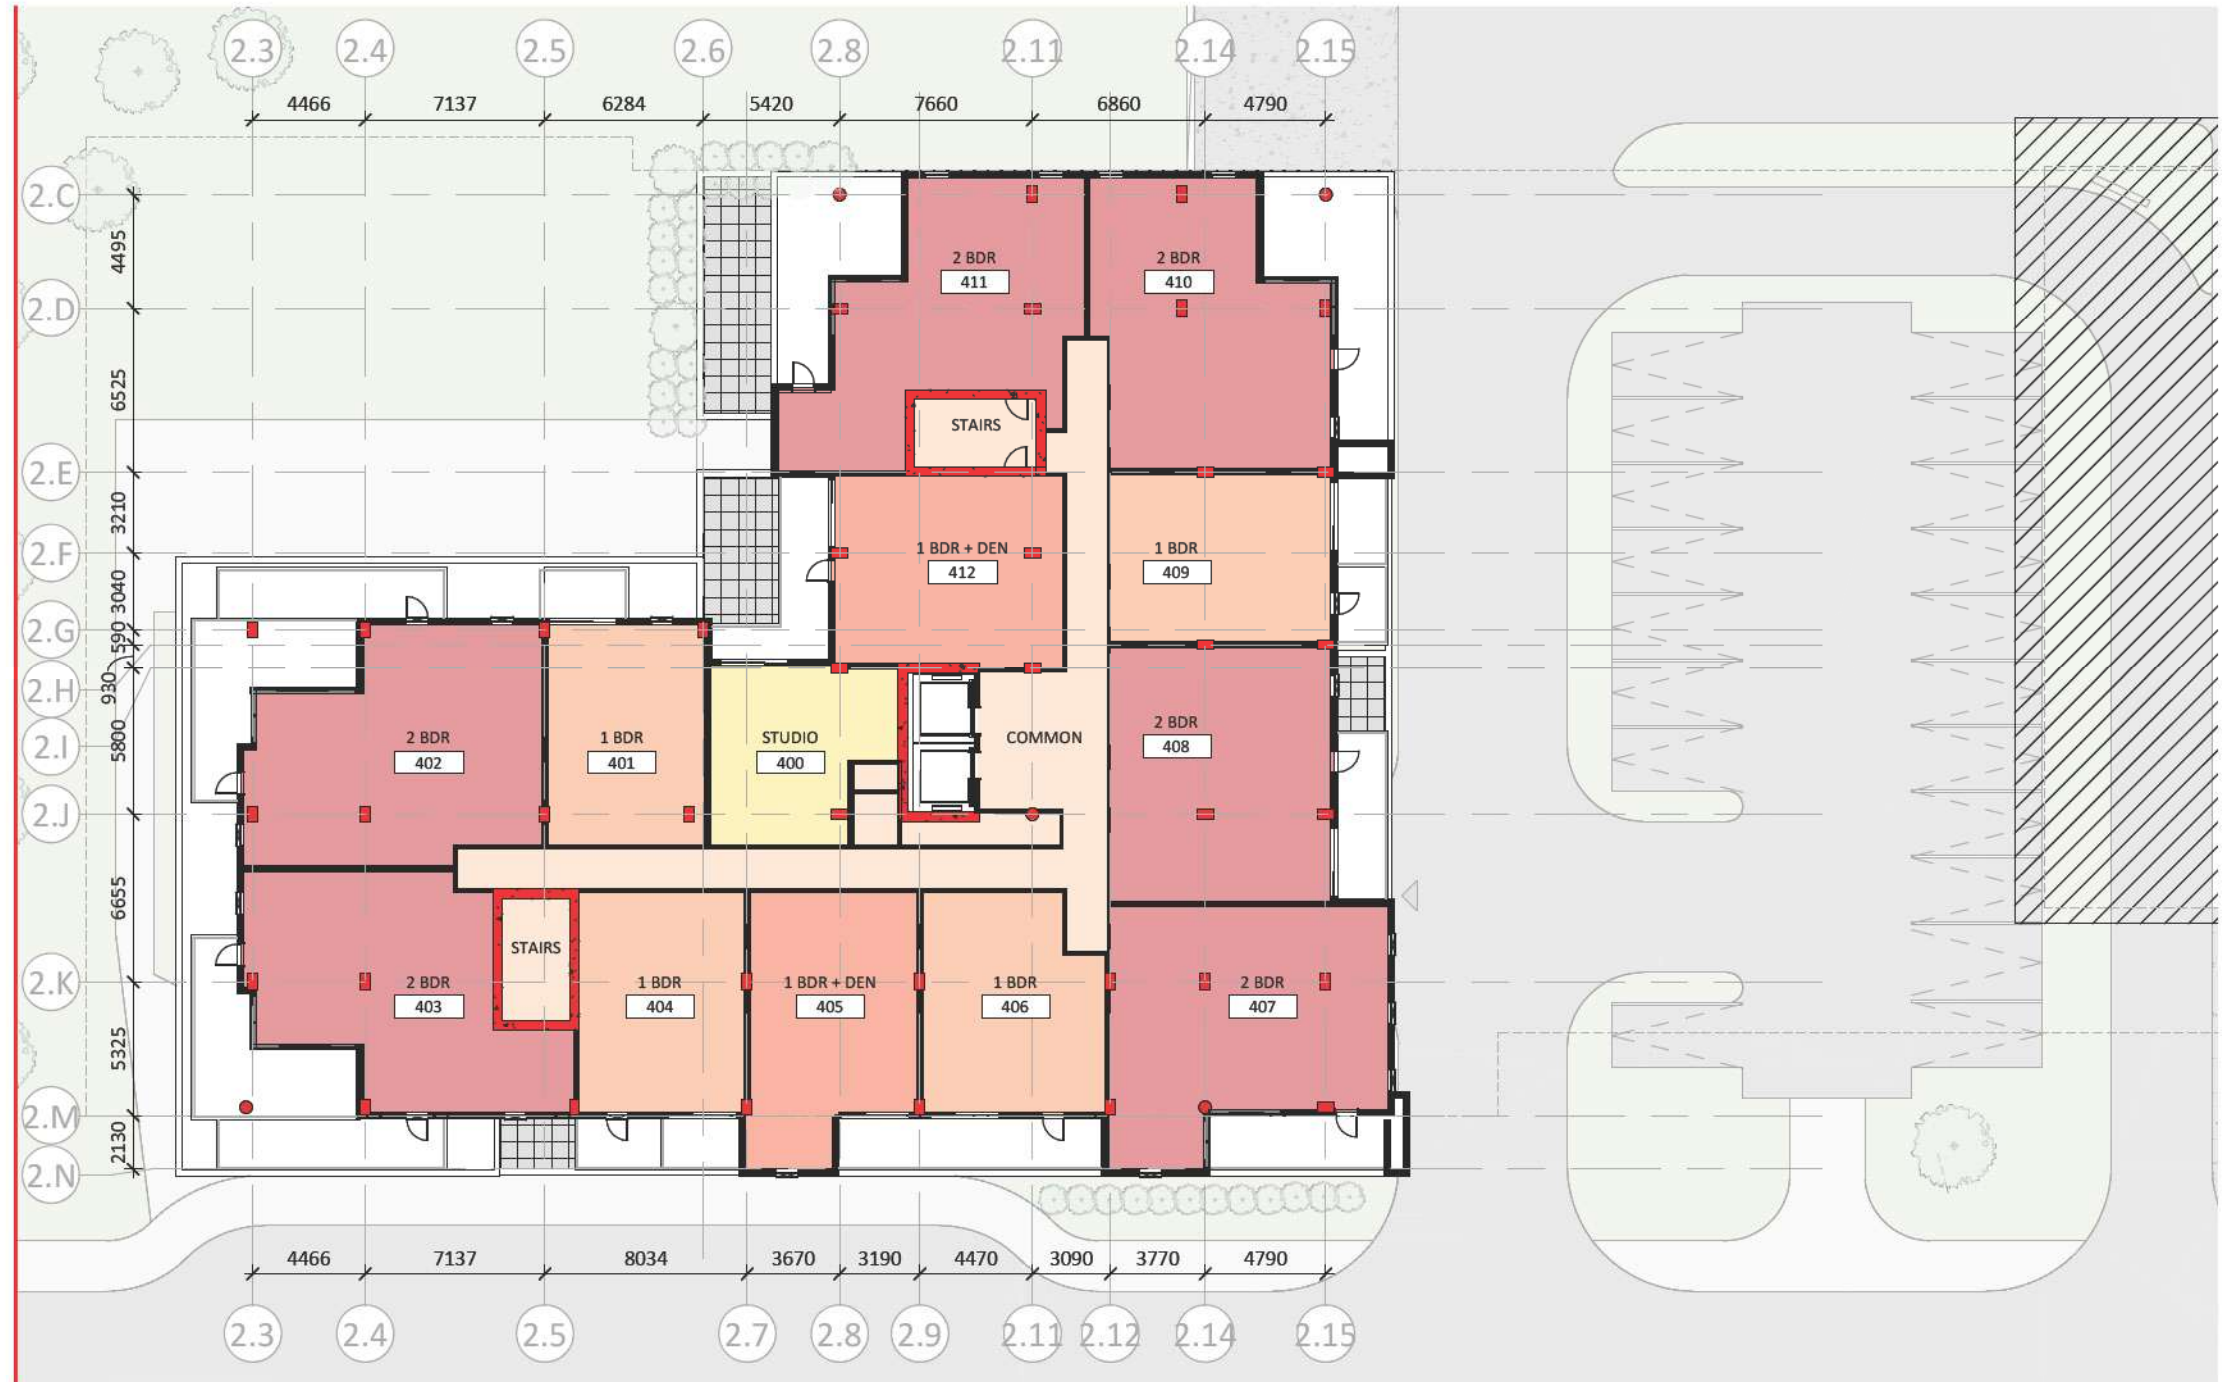 2.3 2.4 2.5 2.6 2.8 2.11 2.14 2.15
4466 7137 6284 5420 7660 6860 4790
2.C
4495
2.D
6525
2.E
3210
2.F
3040
2.G
590
930
2.H
2.I
5800
2.J
6655
2.K
5325
2.M
2130
2.N
2 BDR
411
2 BDR
410
STAIRS
1 BDR + DEN
412
1 BDR
409
2 BDR
402
1 BDR
401
STUDIO
400
COMMON
2 BDR
408
STAIRS
2 BDR
403
1 BDR
404
1 BDR + DEN
405
1 BDR
406
2 BDR
407
4466 7137 8034 3670 3190 4470 3090 3770 4790
2.3 2.4 2.5 2.7 2.8 2.9 2.11 2.12 2.14 2.15